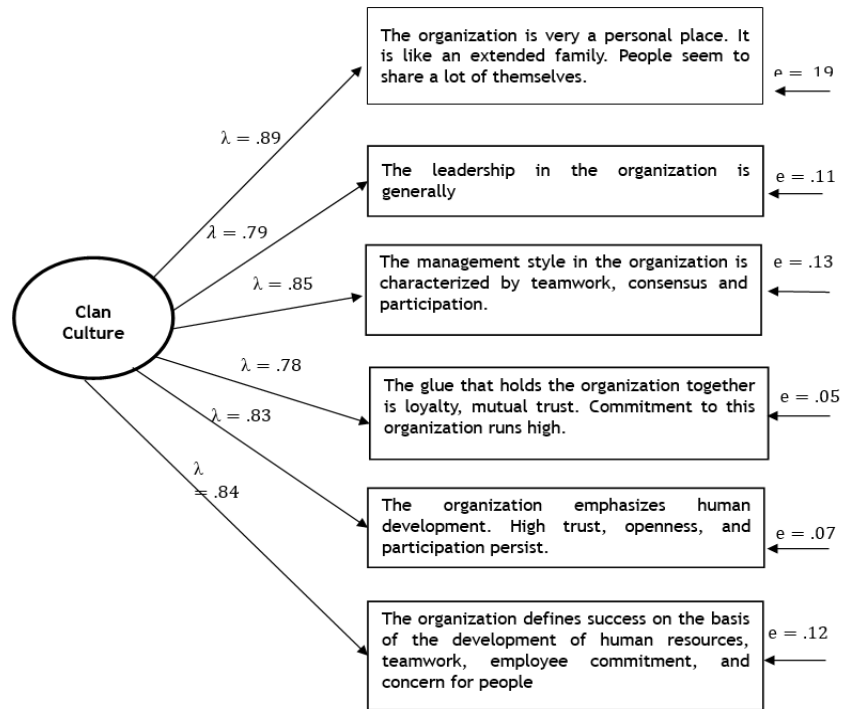 The organization is very a personal place. It
is like an extended family. People seem to
share a lot of themselves.
e = .19
λ = .89
The leadership in the organization is
generally
e = .11
λ = .79
The management style in the organization is
characterized by teamwork, consensus and
participation.
e = .13
λ = .85
Clan
Culture
λ = .78
The glue that holds the organization together
is loyalty, mutual trust. Commitment to this
organization runs high.
e = .05
λ = .83
λ
= .84
The organization emphasizes human
development. High trust, openness, and
participation persist.
e = .07
The organization defines success on the basis
of the development of human resources,
teamwork, employee commitment, and
concern for people
e = .12